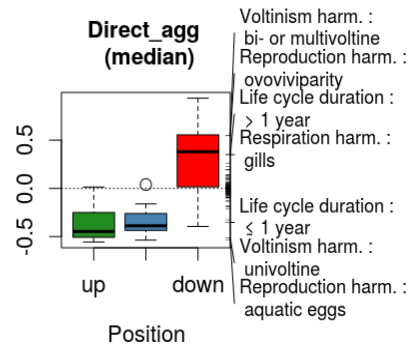 Direct_agg
(median)
0.5
0.0
-0.5
up
down
Position
Voltinism harm. :
bi- or multivoltine
Reproduction harm. :
ovoviviparity
Life cycle duration :
> 1 year
Respiration harm. :
gills
Life cycle duration :
≤ 1 year
Voltinism harm. :
univoltine
Reproduction harm. :
aquatic eggs